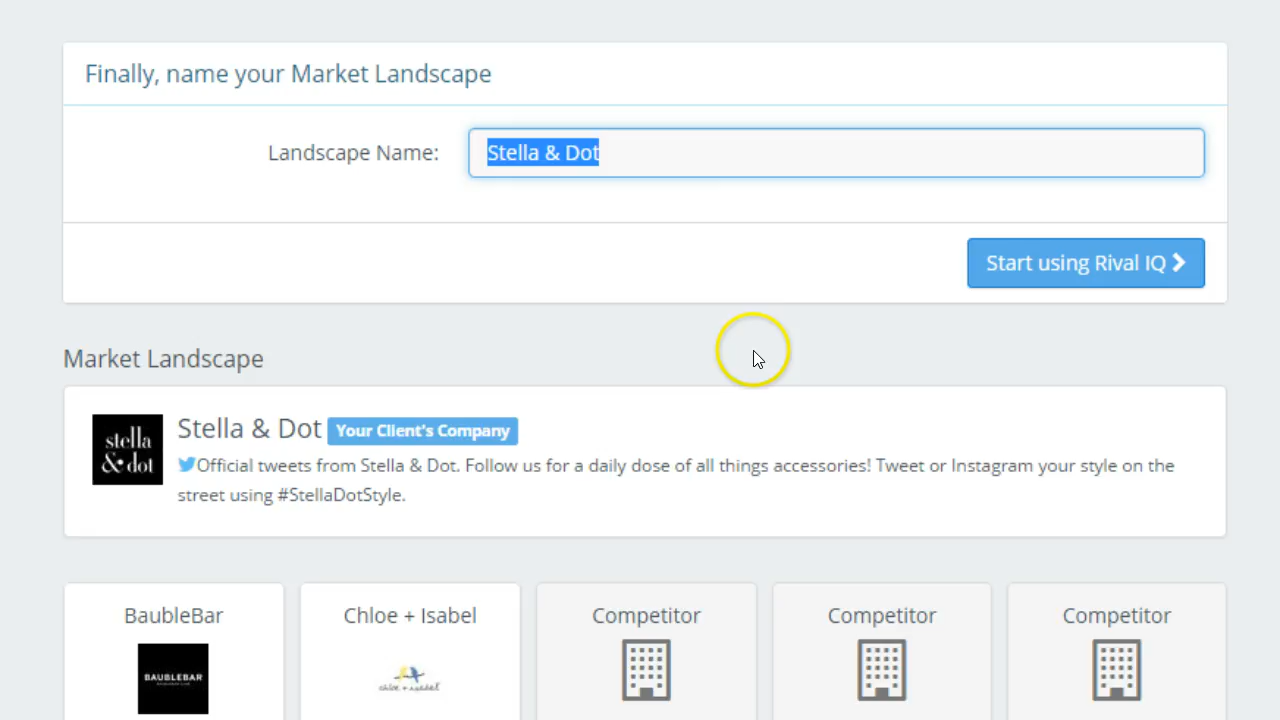 Finally, name your Market Landscape
Landscape Name: Stella & Dot
Start using Rival IQ
Market Landscape
stella
& dot
Stella & Dot Your Client's Company
Official tweets from Stella & Dot. Follow us for a daily dose of all things accessories! Tweet or Instagram your style on the
street using #StellaDotStyle.
BaubleBar Chloe + Isabel Competitor Competitor Competitor
BAUBLEBAR
chloe + isabel